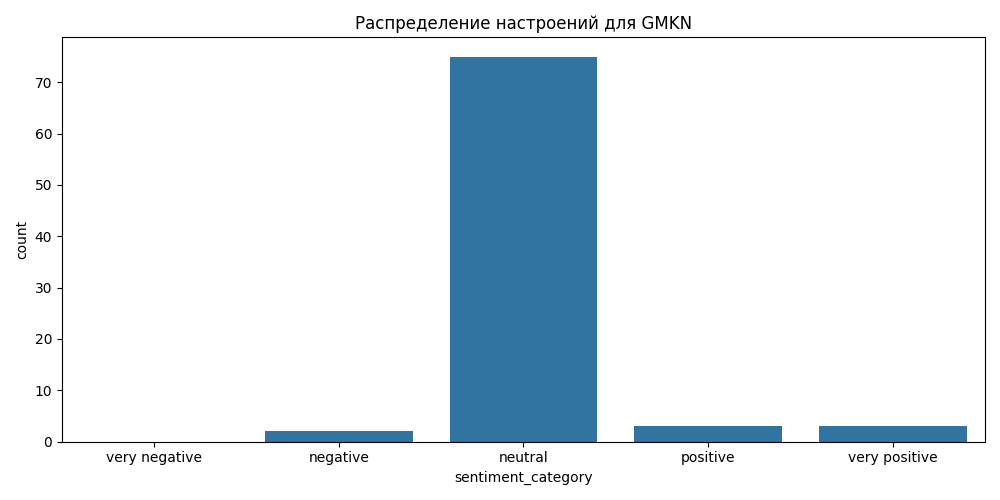 Распределение настроений для GMKN
count
70
60
50
40
30
20
10
0
very negative negative neutral positive very positive
sentiment_category